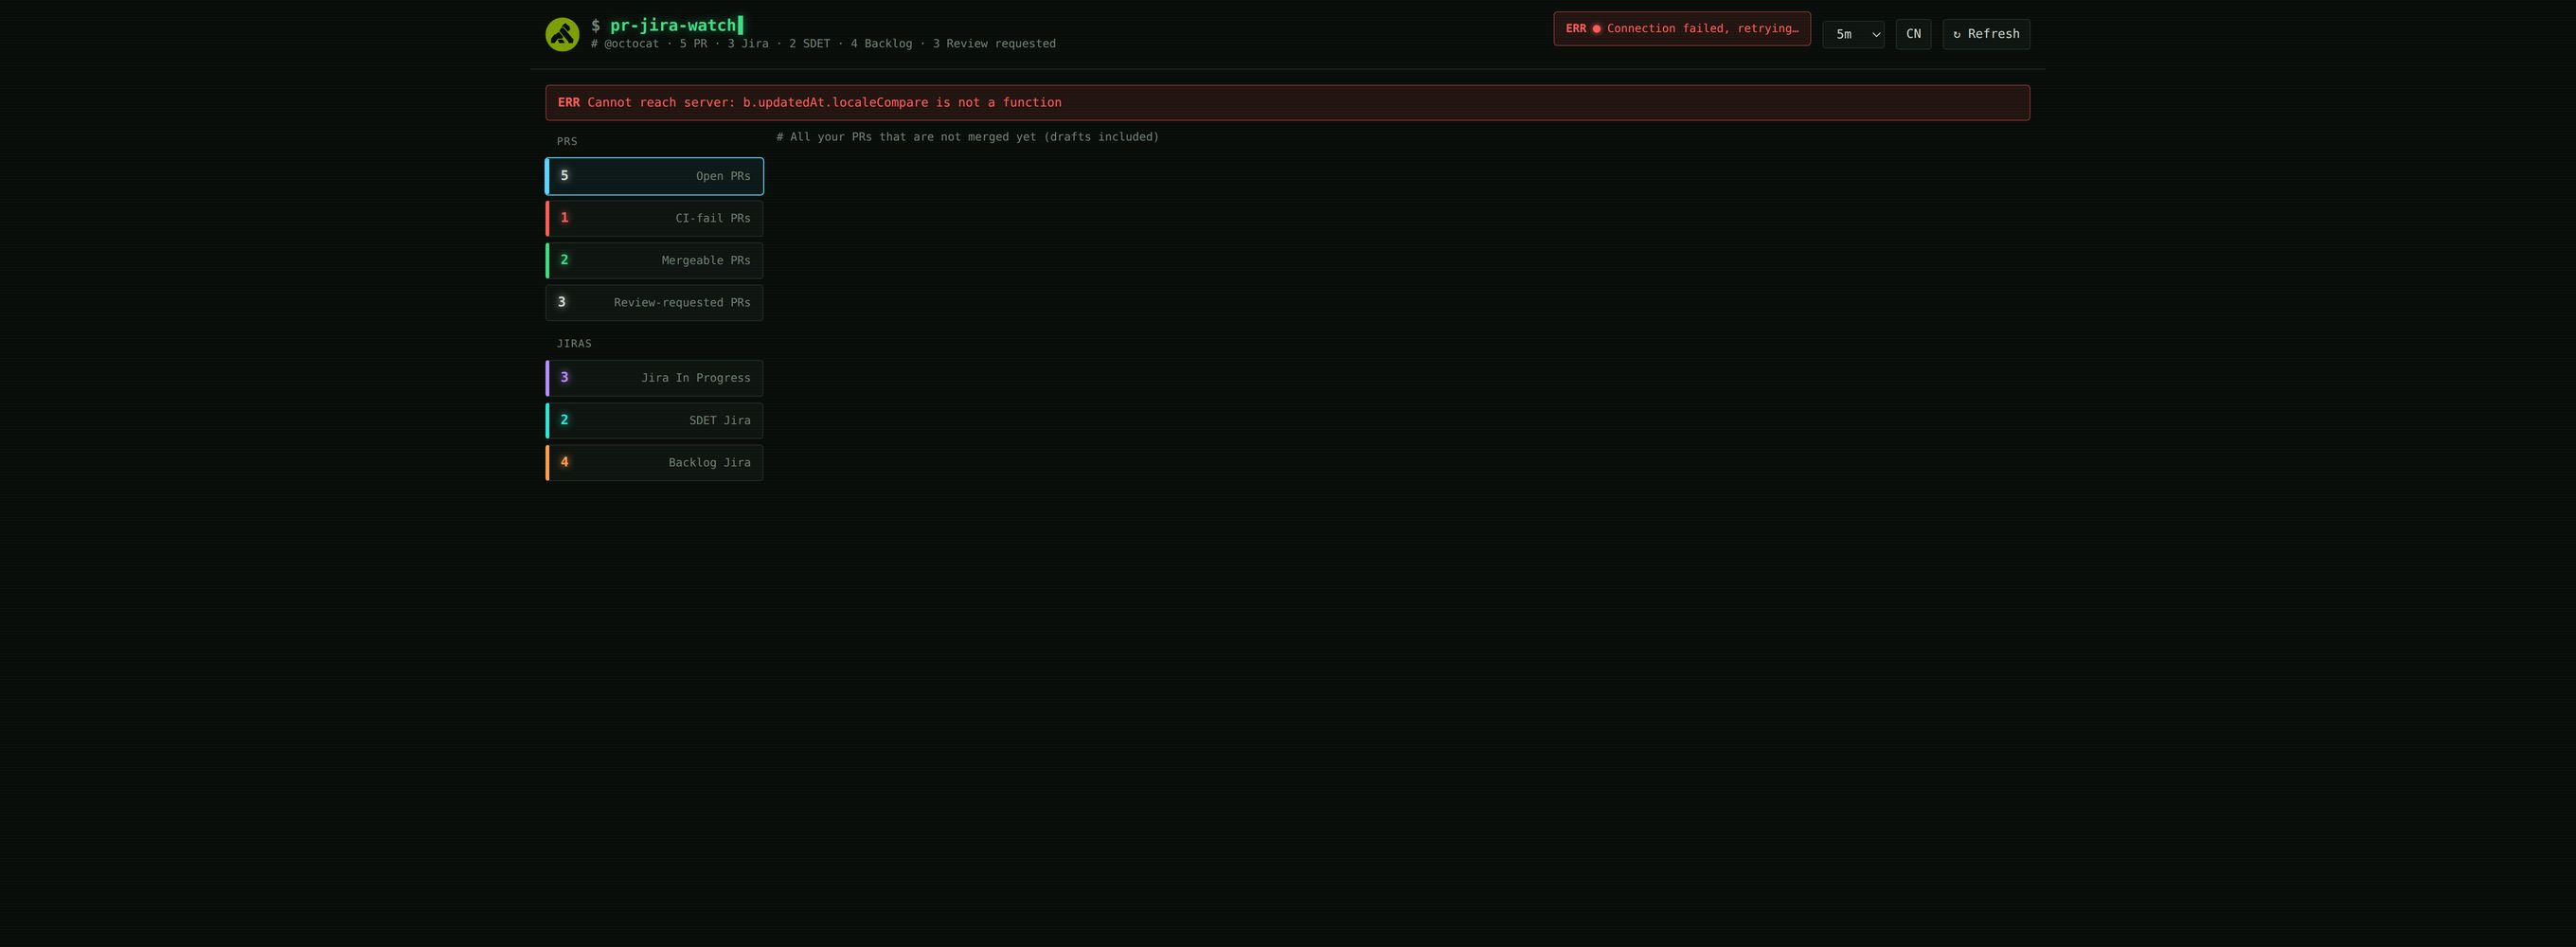 $ pr-jira-watch
# @octocat · 5 PR · 3 Jira · 2 SDET · 4 Backlog · 3 Review requested
ERR ● Connection failed, retrying…
5m
CN
↻ Refresh
ERR Cannot reach server: b.updatedAt.localeCompare is not a function
PRS
5 Open PRs
1 CI-fail PRs
2 Mergeable PRs
3 Review-requested PRs
JIRAS
3 Jira In Progress
2 SDET Jira
4 Backlog Jira
# All your PRs that are not merged yet (drafts included)